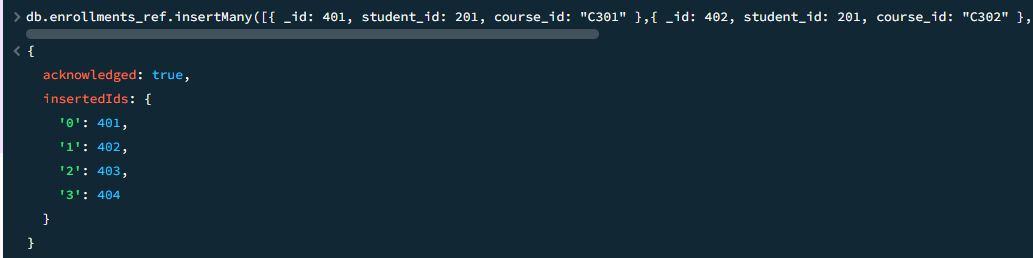 > db.enrollments_ref.insertMany([{ _id: 401, student_id: 201, course_id: "C301" },{ _id: 402, student_id: 201, course_id: "C302" },
< {
acknowledged: true,
insertedIds: {
'0': 401,
'1': 402,
'2': 403,
'3': 404
}
}